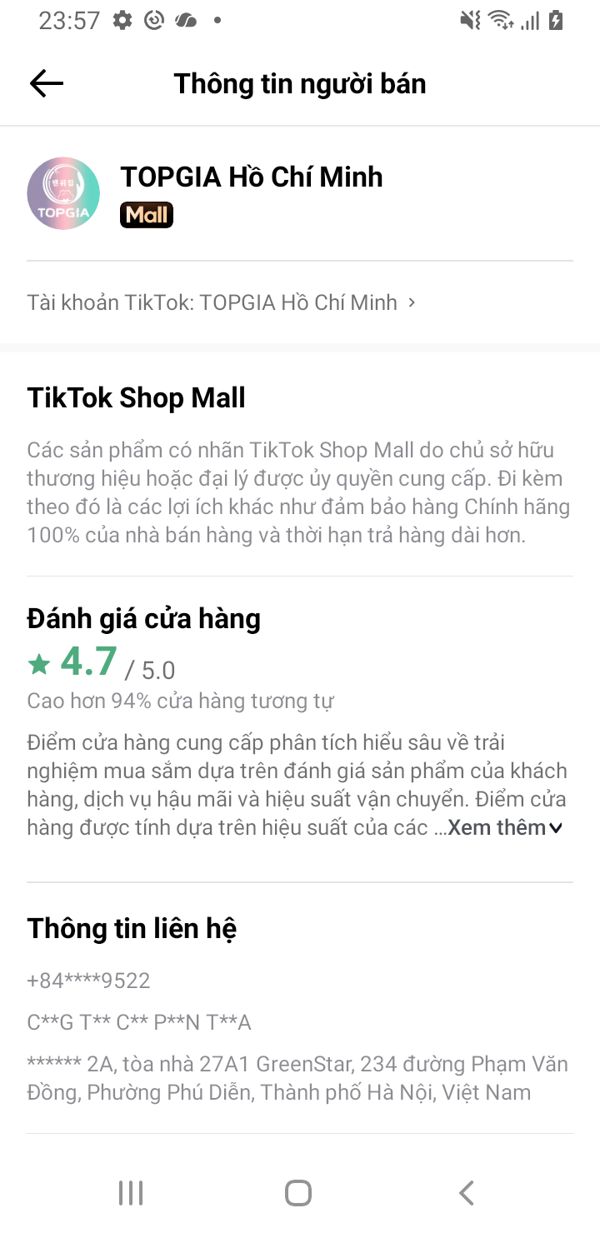 23:57
Thông tin người bán
TOPGIA
TOPGIA Hồ Chí Minh
Mall
Tài khoản TikTok: TOPGIA Hồ Chí Minh >
TikTok Shop Mall
Các sản phẩm có nhãn TikTok Shop Mall do chủ sở hữu
thương hiệu hoặc đại lý được ủy quyền cung cấp. Đi kèm
theo đó là các lợi ích khác như đảm bảo hàng Chính hãng
100% của nhà bán hàng và thời hạn trả hàng dài hơn.
Đánh giá cửa hàng
4.7 / 5.0
Cao hơn 94% cửa hàng tương tự
Điểm cửa hàng cung cấp phân tích hiểu sâu về trải
nghiệm mua sắm dựa trên đánh giá sản phẩm của khách
hàng, dịch vụ hậu mãi và hiệu suất vận chuyển. Điểm cửa
hàng được tính dựa trên hiệu suất của các ...Xem thêm
Thông tin liên hệ
+84****9522
C**G T** C** P**N T**A
****** 2A, tòa nhà 27A1 GreenStar, 234 đường Phạm Văn
Đồng, Phường Phú Diễn, Thành phố Hà Nội, Việt Nam